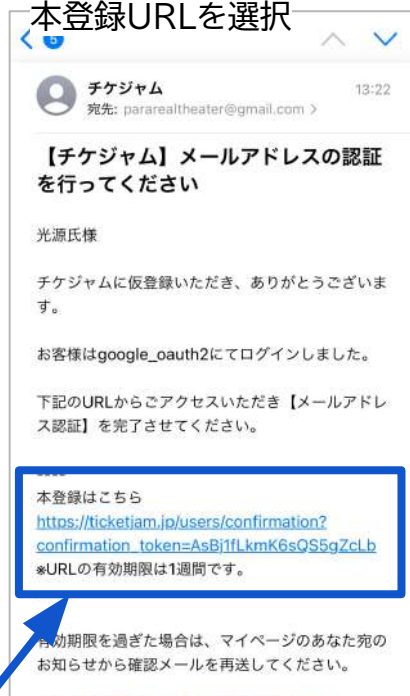 本登録URLを選択
5
チケジャム 13:22
宛先: pararealtheater@gmail.com >
【チケジャム】メールアドレスの認証
を行ってください
光源氏様
チケジャムに仮登録いただき、ありがとうございま
す。
お客様はgoogle_oauth2にてログインしました。
下記のURLからごアクセスいただき【メールアドレ
ス認証】を完了させてください。
----
本登録はこちら
https://ticketjam.jp/users/confirmation?
confirmation_token=AsBj1fLkmK6sQS5gZcLb
※URLの有効期限は1週間です。
有効期限を過ぎた場合は、マイページのあなた宛の
お知らせから確認メールを再送してください。